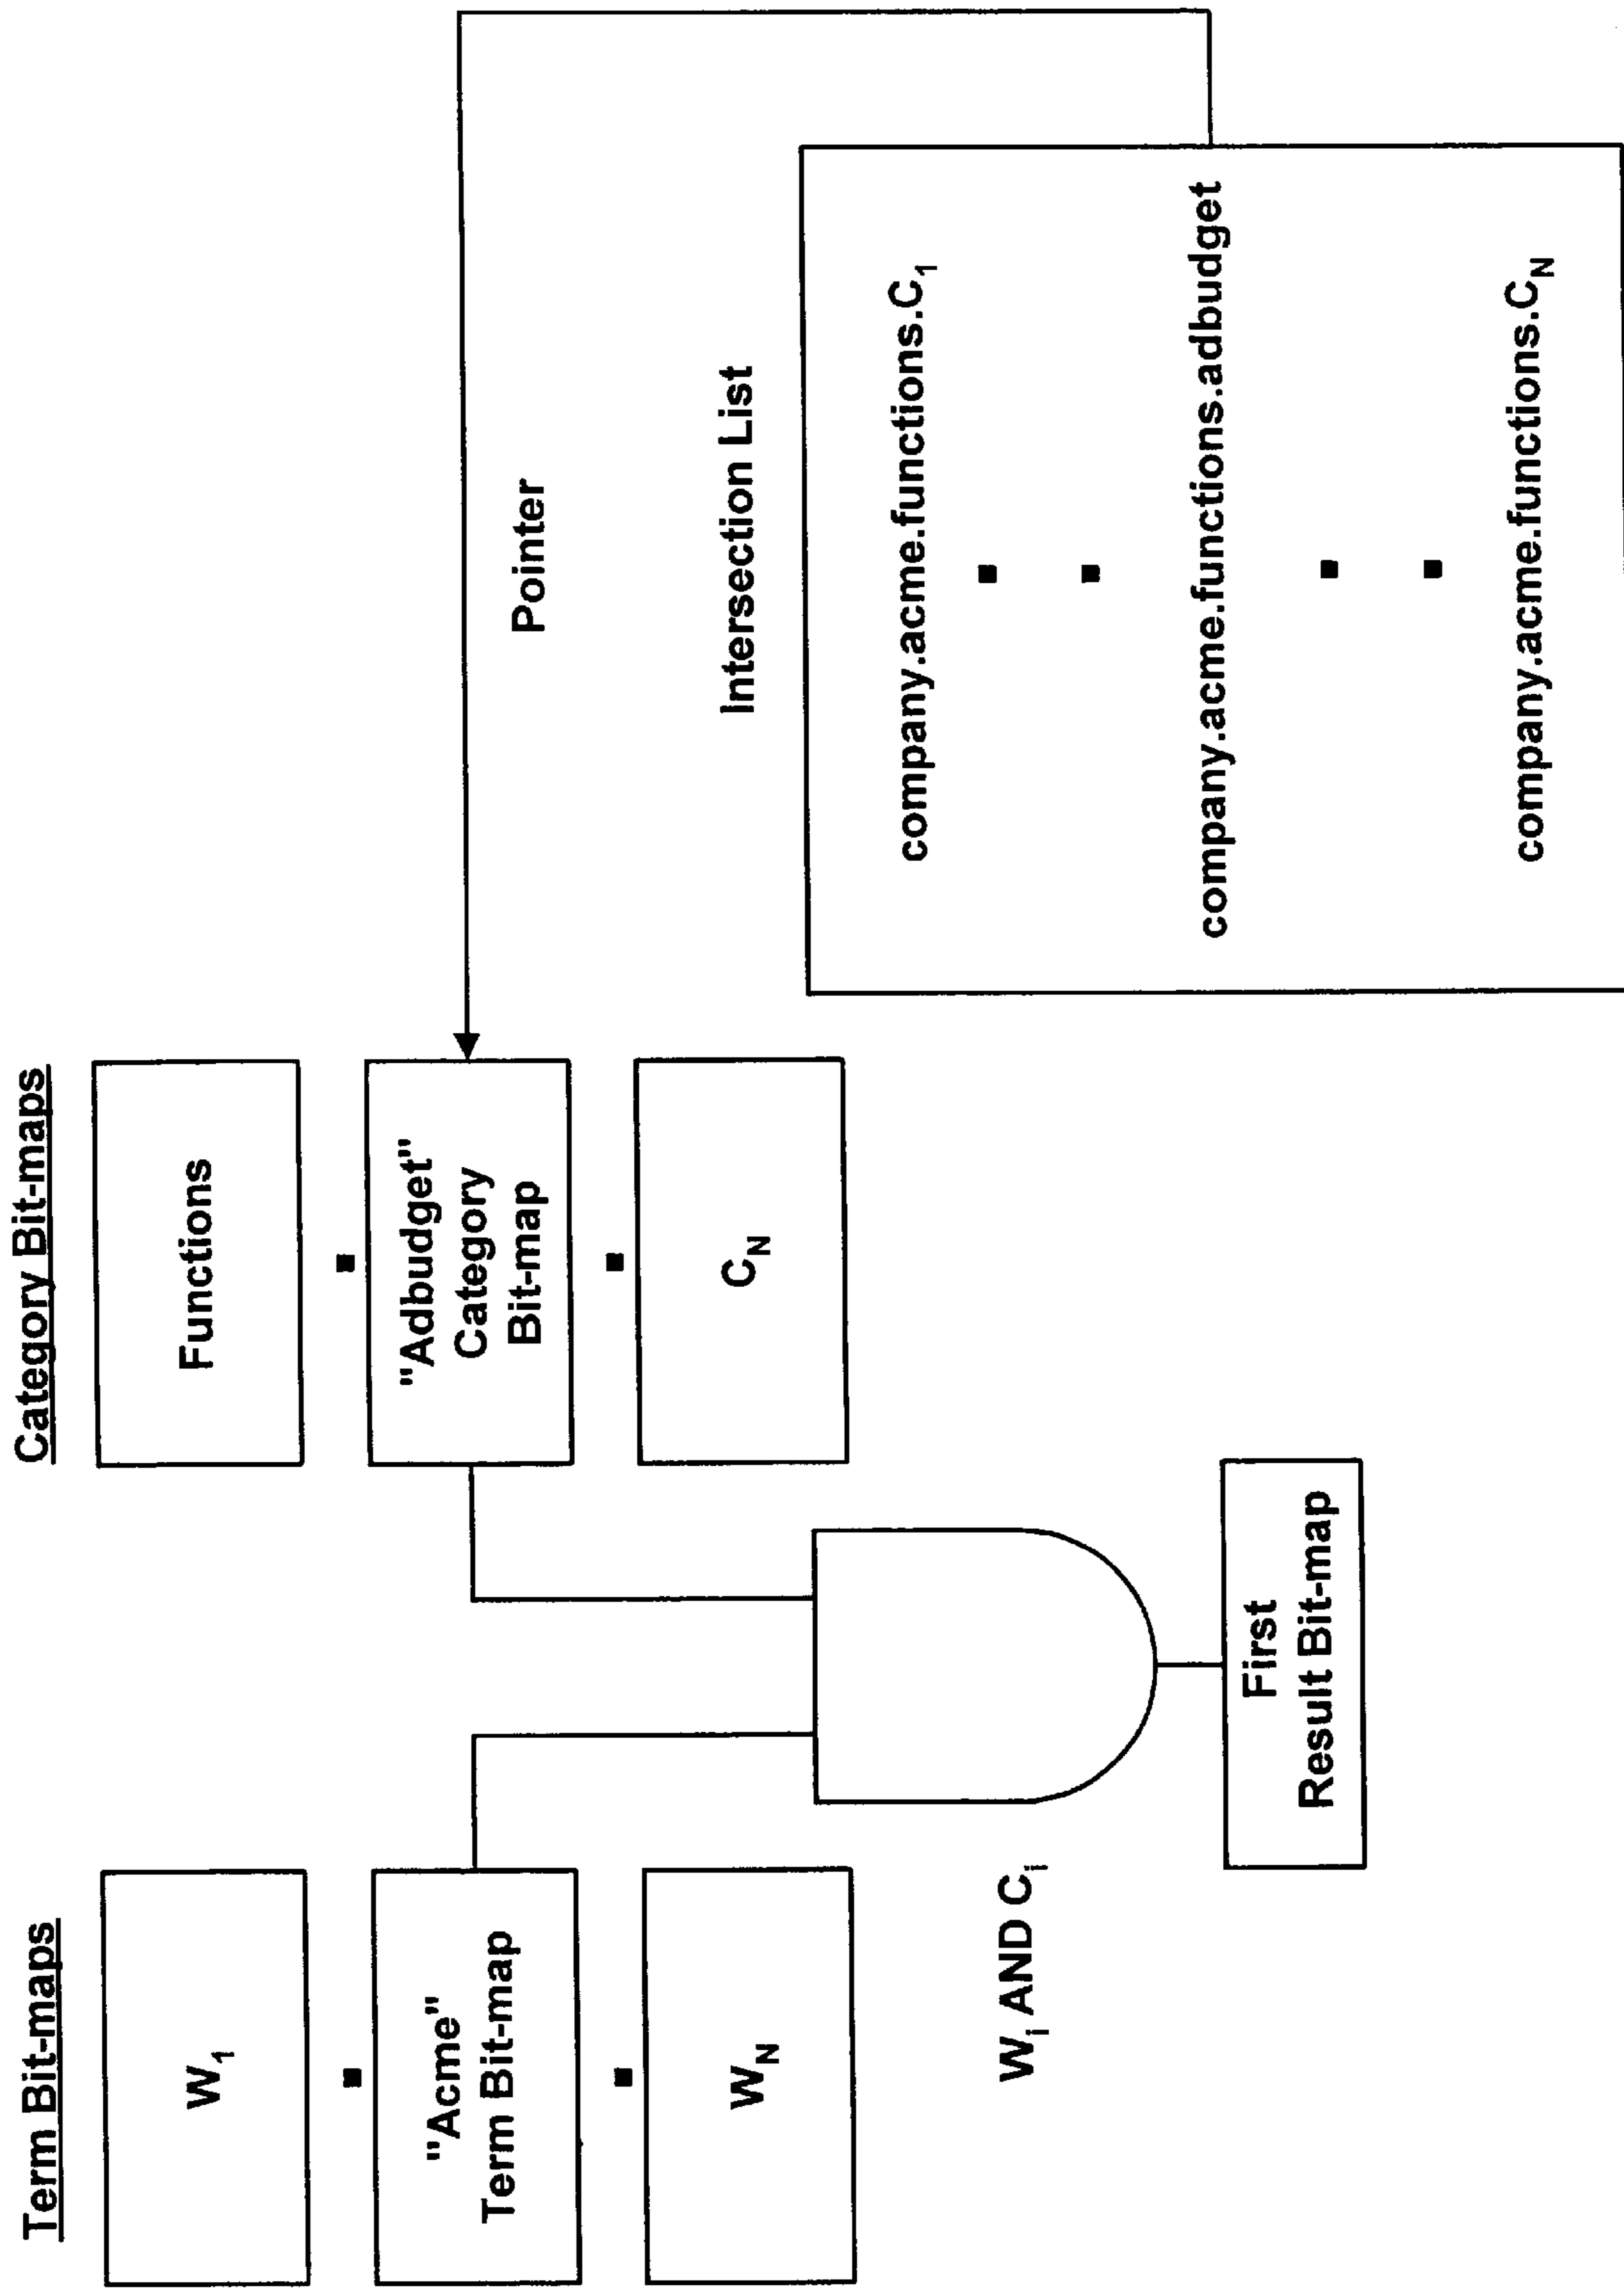 Term Bit-maps
W1
"Acme"
Term Bit-map
WN
Wi AND Ci
First
Result Bit-map
Category Bit-maps
Functions
"Adbudget"
Category
Bit-map
CN
Pointer
Intersection List
company.acme.functions.C1
company.acme.functions.adbudget
company.acme.functions.CN